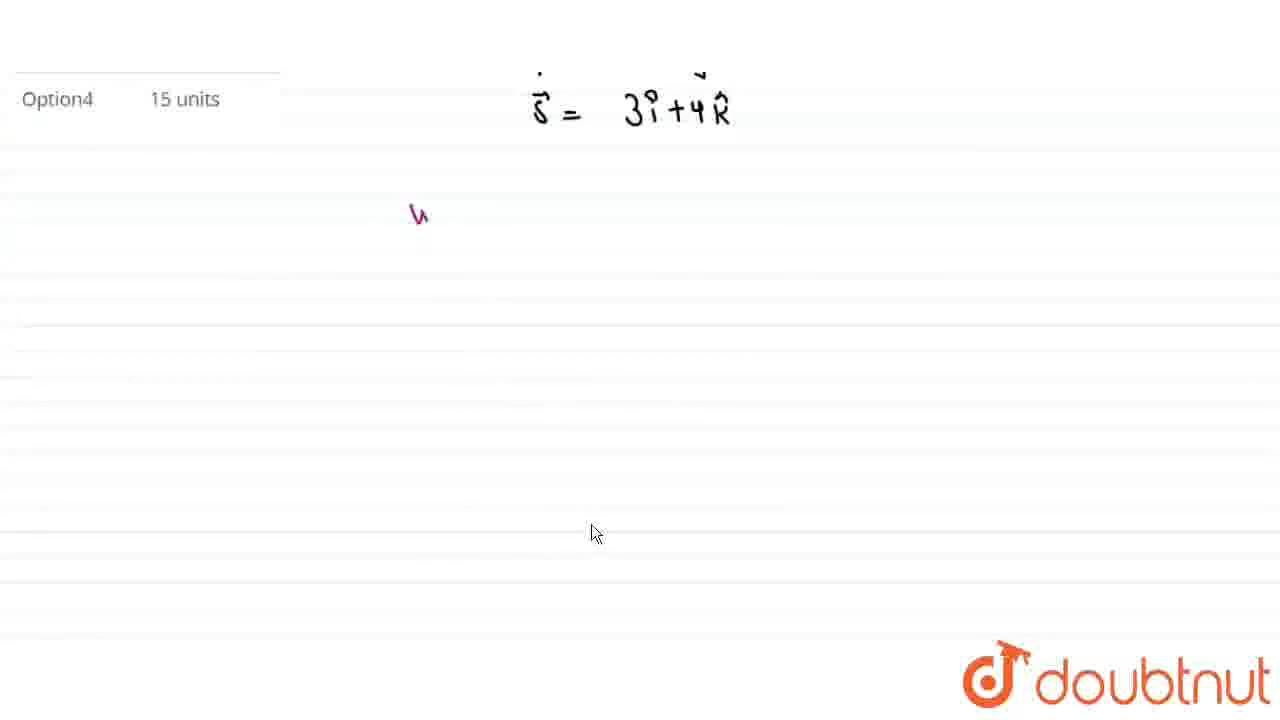 Option4 15 units
s⃗ = 3î + 4k̂
doubtnut